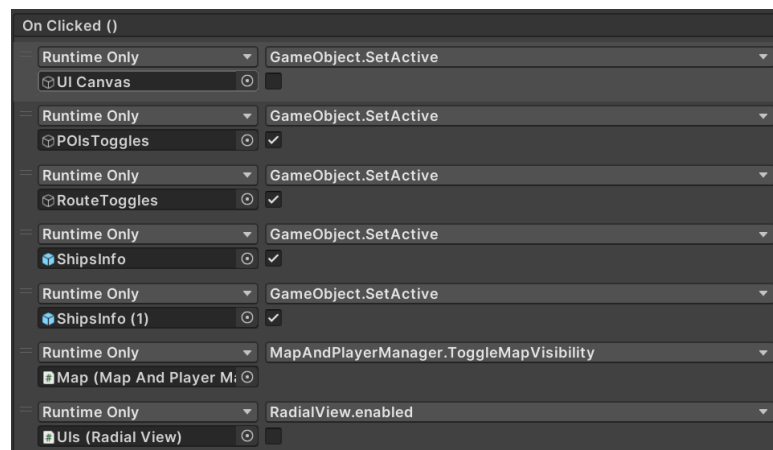 On Clicked ()
Runtime Only GameObject.SetActive
UI Canvas
Runtime Only GameObject.SetActive
POIsToggles
Runtime Only GameObject.SetActive
RouteToggles
Runtime Only GameObject.SetActive
ShipsInfo
Runtime Only GameObject.SetActive
ShipsInfo (1)
Runtime Only MapAndPlayerManager.ToggleMapVisibility
Map (Map And Player Ma
Runtime Only RadialView.enabled
UIs (Radial View)